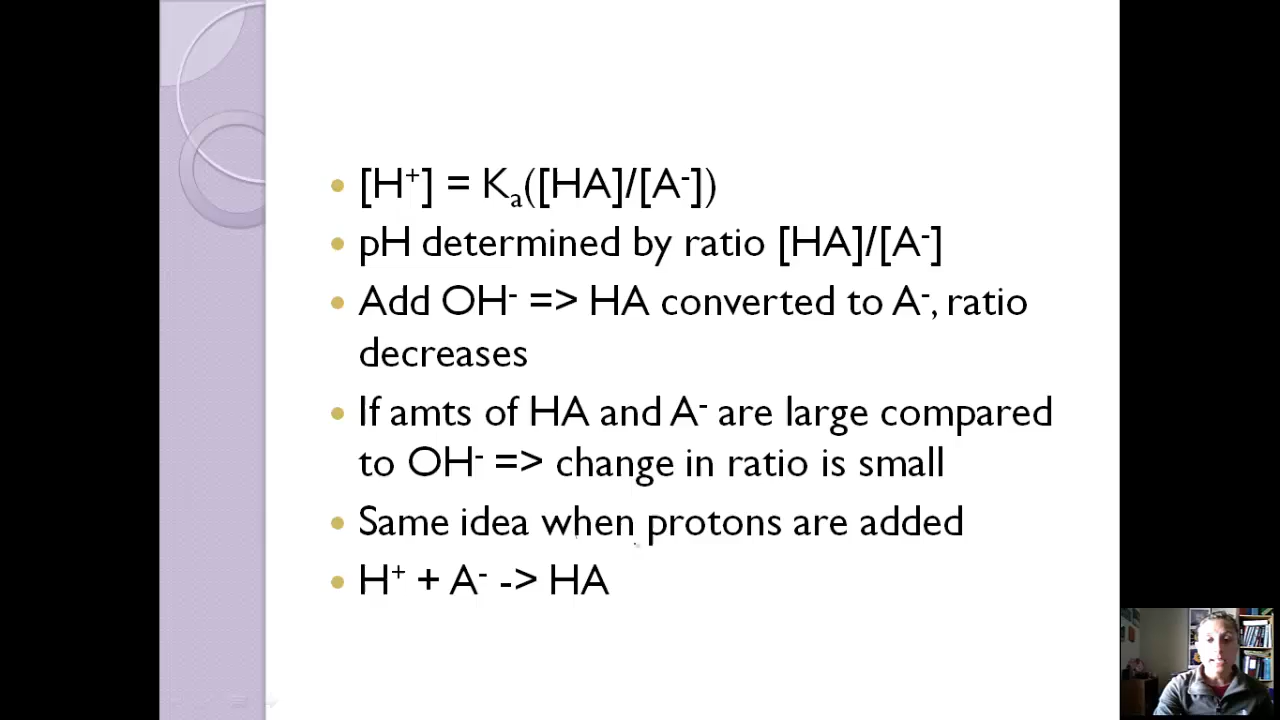 [H⁺] = Kₐ([HA]/[A⁻])
pH determined by ratio [HA]/[A⁻]
Add OH⁻ => HA converted to A⁻, ratio
decreases
If amts of HA and A⁻ are large compared
to OH⁻ => change in ratio is small
Same idea when protons are added
H⁺ + A⁻ -> HA